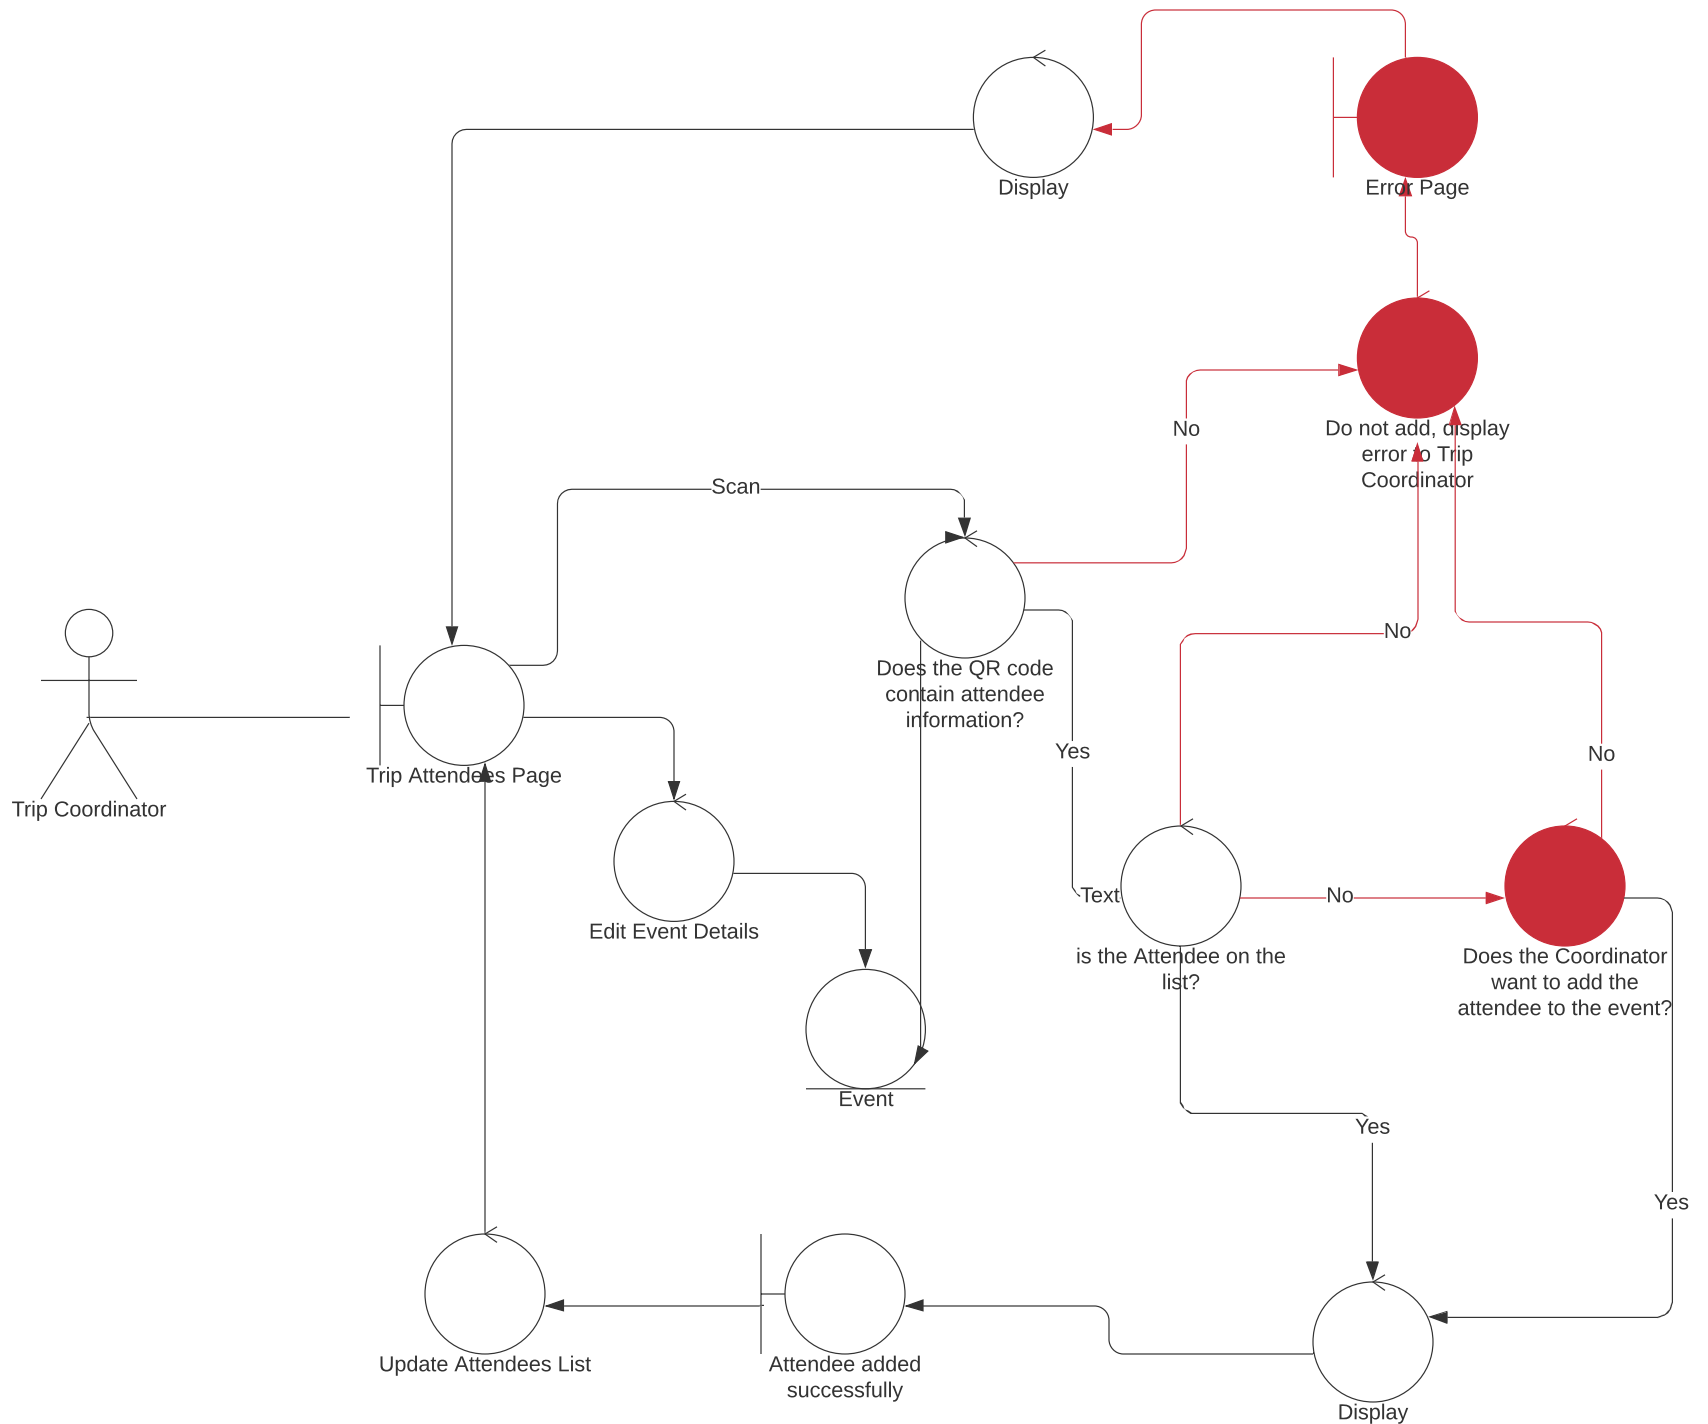 Display
Error Page
Do not add, display
error to Trip
Coordinator
No
Scan
Does the QR code
contain attendee
information?
No
Yes
No
Trip Attendees Page
Trip Coordinator
Text
No
Edit Event Details
is the Attendee on the
list?
Does the Coordinator
want to add the
attendee to the event?
Event
Yes
Yes
Update Attendees List
Attendee added
successfully
Display